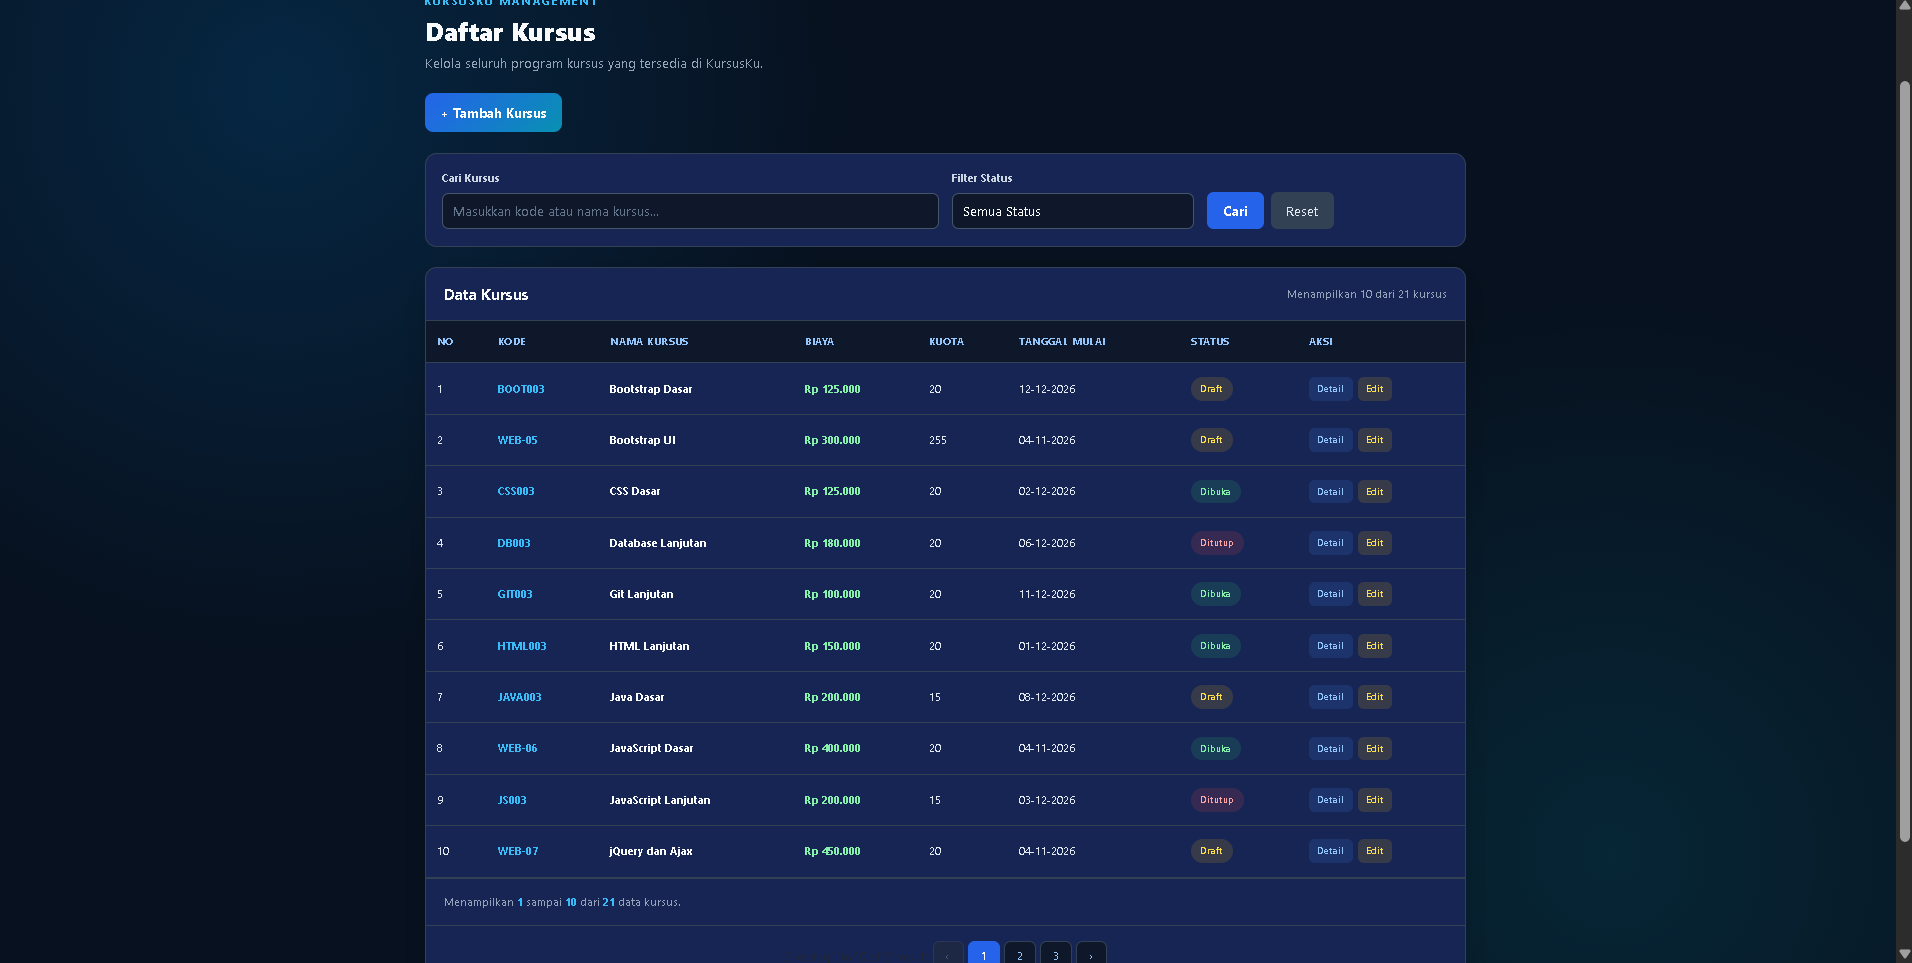 KURSUSKU MANAGEMENT
Daftar Kursus
Kelola seluruh program kursus yang tersedia di KursusKu.
+ Tambah Kursus
Cari Kursus Filter Status
Masukkan kode atau nama kursus... Semua Status Cari Reset
Data Kursus Menampilkan 10 dari 21 kursus
NO KODE NAMA KURSUS BIAYA KUOTA TANGGAL MULAI STATUS AKSI
1 BOOT003 Bootstrap Dasar Rp 125.000 20 12-12-2026 Draft Detail Edit
2 WEB-05 Bootstrap UI Rp 300.000 255 04-11-2026 Draft Detail Edit
3 CSS003 CSS Dasar Rp 125.000 20 02-12-2026 Dibuka Detail Edit
4 DB003 Database Lanjutan Rp 180.000 20 06-12-2026 Ditutup Detail Edit
5 GIT003 Git Lanjutan Rp 100.000 20 11-12-2026 Dibuka Detail Edit
6 HTML003 HTML Lanjutan Rp 150.000 20 01-12-2026 Dibuka Detail Edit
7 JAVA003 Java Dasar Rp 200.000 15 08-12-2026 Draft Detail Edit
8 WEB-06 JavaScript Dasar Rp 400.000 20 04-11-2026 Dibuka Detail Edit
9 JS003 JavaScript Lanjutan Rp 200.000 15 03-12-2026 Ditutup Detail Edit
10 WEB-07 jQuery dan Ajax Rp 450.000 20 04-11-2026 Draft Detail Edit
Menampilkan 1 sampai 10 dari 21 data kursus.
‹ 1 2 3 ›